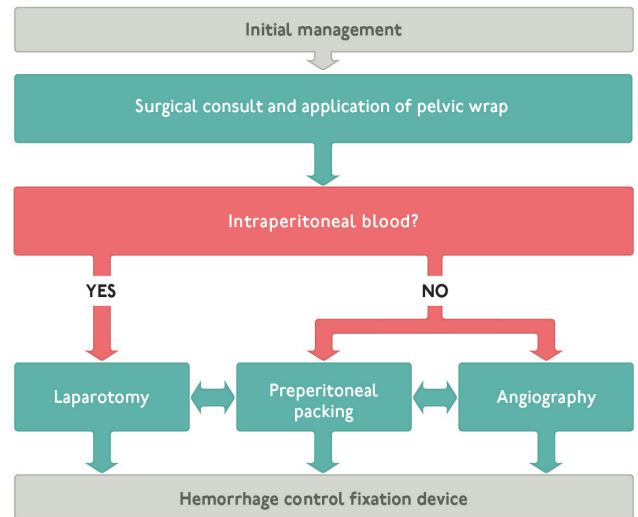 Initial management
Surgical consult and application of pelvic wrap
Intraperitoneal blood?
YES
NO
Laparotomy
Preperitoneal
packing
Angiography
Hemorrhage control fixation device